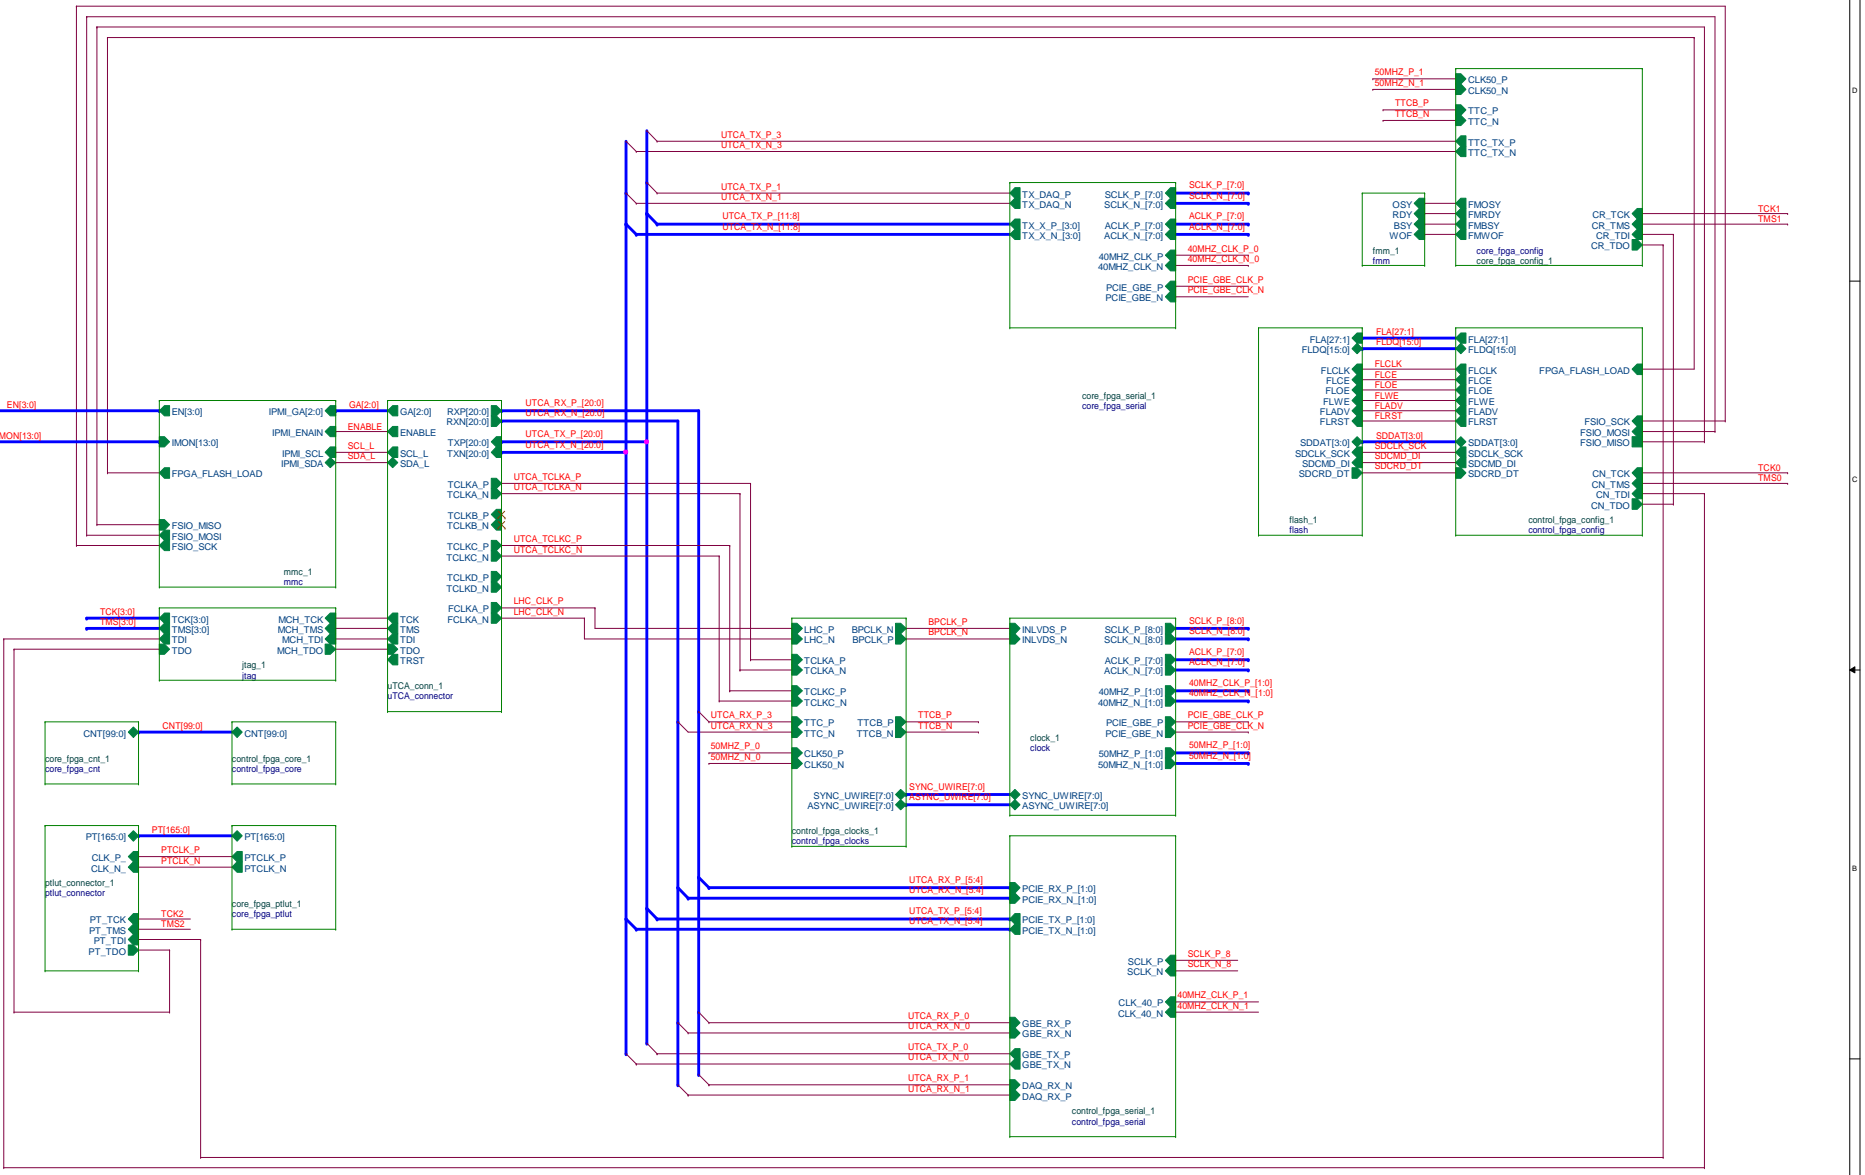 50MHZ_P_1
50MHZ_N_1
CLK50_P
CLK50_N
D
TTCB_P
TTCB_N
TTC_P
TTC_N
UTCA_TX_P_3
UTCA_TX_N_3
TTC_TX_P
TTC_TX_N
UTCA_TX_P_1
UTCA_TX_N_1
TX_DAQ_P
TX_DAQ_N
SCLK_P_[7:0]
SCLK_N_[7:0]
SCLK_P_[7:0]
SCLK_N_[7:0]
UTCA_TX_P_[11:8]
UTCA_TX_N_[11:8]
TX_X_P_[3:0]
TX_X_N_[3:0]
ACLK_P_[7:0]
ACLK_N_[7:0]
ACLK_P_[7:0]
ACLK_N_[7:0]
40MHZ_CLK_P
40MHZ_CLK_N
40MHZ_CLK_P_0
40MHZ_CLK_N_0
PCIE_GBE_P
PCIE_GBE_N
PCIE_GBE_CLK_P
PCIE_GBE_CLK_N
OSY
RDY
BSY
WOF
fmm_1
fmm
FMOSY
FMRDY
FMBSY
FMWOF
CR_TCK
CR_TMS
CR_TDI
CR_TDO
core_fpga_config
core_fpga_config_1
TCK1
TMS1
core_fpga_serial_1
core_fpga_serial
FLA[27:1]
FLDQ[15:0]
FLCLK
FLCE
FLOE
FLWE
FLADV
FLRST
SDDAT[3:0]
SDCLK_SCK
SDCMD_DI
SDCRD_DT
flash_1
flash
FLA[27:1]
FLDQ[15:0]
FLCLK
FLCE
FLOE
FLWE
FLADV
FLRST
SDDAT[3:0]
SDCLK_SCK
SDCMD_DI
SDCRD_DT
FLA[27:1]
FLDQ[15:0]
FLCLK
FLCE
FLOE
FLWE
FLADV
FLRST
SDDAT[3:0]
SDCLK_SCK
SDCMD_DI
SDCRD_DT
FPGA_FLASH_LOAD
FSIO_SCK
FSIO_MOSI
FSIO_MISO
CN_TCK
CN_TMS
CN_TDI
CN_TDO
control_fpga_config_1
control_fpga_config
TCK0
TMS0
C
EN[3:0]
MON[13:0]
EN[3:0]
IMON[13:0]
FPGA_FLASH_LOAD
FSIO_MISO
FSIO_MOSI
FSIO_SCK
IPMI_GA[2:0]
IPMI_ENAIN
IPMI_SCL
IPMI_SDA
mmc_1
mmc
GA[2:0]
ENABLE
SCL_L
SDA_L
GA[2:0]
ENABLE
SCL_L
SDA_L
RXP[20:0]
RXN[20:0]
TXP[20:0]
TXN[20:0]
TCLKA_P
TCLKA_N
TCLKB_P
TCLKB_N
TCLKC_P
TCLKC_N
TCLKD_P
TCLKD_N
FCLKA_P
FCLKA_N
UTCA_RX_P_[20:0]
UTCA_RX_N_[20:0]
UTCA_TX_P_[20:0]
UTCA_TX_N_[20:0]
UTCA_TCLKA_P
UTCA_TCLKA_N
UTCA_TCLKC_P
UTCA_TCLKC_N
LHC_CLK_P
LHC_CLK_N
TCK[3:0]
TMS[3:0]
TCK[3:0]
TMS[3:0]
TDI
TDO
MCH_TCK
MCH_TMS
MCH_TDI
MCH_TDO
jtag_1
jtag
TCK
TMS
TDI
TDO
TRST
uTCA_conn_1
uTCA_connector
LHC_P
LHC_N
TCLKA_P
TCLKA_N
TCLKC_P
TCLKC_N
UTCA_RX_P_3
UTCA_RX_N_3
TTC_P
TTC_N
50MHZ_P_0
50MHZ_N_0
CLK50_P
CLK50_N
BPCLK_N
BPCLK_P
TTCB_P
TTCB_N
SYNC_UWIRE[7:0]
ASYNC_UWIRE[7:0]
control_fpga_clocks_1
control_fpga_clocks
BPCLK_P
BPCLK_N
TTCB_P
TTCB_N
SYNC_UWIRE[7:0]
ASYNC_UWIRE[7:0]
INLVDS_P
INLVDS_N
SCLK_P_[8:0]
SCLK_N_[8:0]
ACLK_P_[7:0]
ACLK_N_[7:0]
40MHZ_P_[1:0]
40MHZ_N_[1:0]
PCIE_GBE_P
PCIE_GBE_N
50MHZ_P_[1:0]
50MHZ_N_[1:0]
clock_1
clock
SYNC_UWIRE[7:0]
ASYNC_UWIRE[7:0]
SCLK_P_[8:0]
SCLK_N_[8:0]
ACLK_P_[7:0]
ACLK_N_[7:0]
40MHZ_CLK_P_[1:0]
40MHZ_CLK_N_[1:0]
PCIE_GBE_CLK_P
PCIE_GBE_CLK_N
50MHZ_P_[1:0]
50MHZ_N_[1:0]
CNT[99:0]
core_fpga_cnt_1
core_fpga_cnt
CNT[99:0]
CNT[99:0]
control_fpga_core_1
control_fpga_core
PT[165:0]
CLK_P_
CLK_N_
ptlut_connector_1
ptlut_connector
PT_TCK
PT_TMS
PT_TDI
PT_TDO
PT[165:0]
PTCLK_P
PTCLK_N
TCK2
TMS2
PT[165:0]
PTCLK_P
PTCLK_N
core_fpga_ptlut_1
core_fpga_ptlut
B
UTCA_RX_P_[5:4]
UTCA_RX_N_[5:4]
PCIE_RX_P_[1:0]
PCIE_RX_N_[1:0]
UTCA_TX_P_[5:4]
UTCA_TX_N_[5:4]
PCIE_TX_P_[1:0]
PCIE_TX_N_[1:0]
SCLK_P
SCLK_N
SCLK_P_8
SCLK_N_8
CLK_40_P
CLK_40_N
40MHZ_CLK_P_1
40MHZ_CLK_N_1
UTCA_RX_P_0
UTCA_RX_N_0
GBE_RX_P
GBE_RX_N
UTCA_TX_P_0
UTCA_TX_N_0
GBE_TX_P
GBE_TX_N
UTCA_RX_P_1
UTCA_RX_N_1
DAQ_RX_N
DAQ_RX_P
control_fpga_serial_1
control_fpga_serial